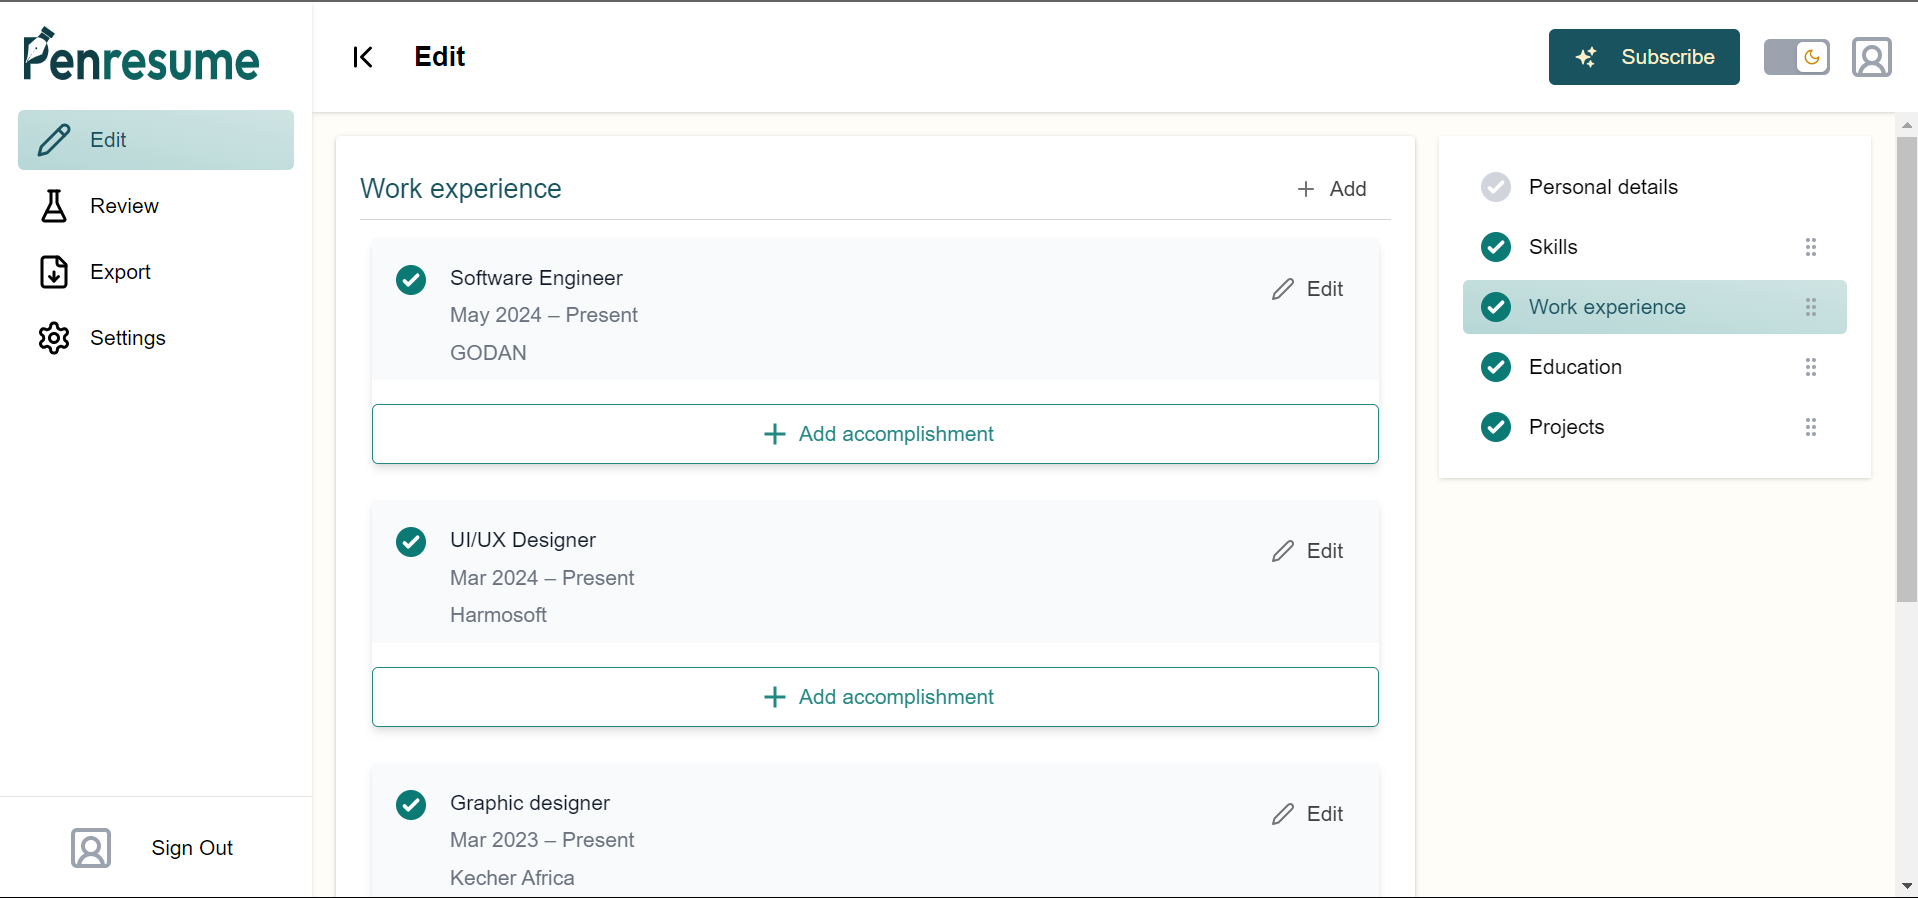 Penresume
Edit
Review
Export
Settings
Sign Out
Edit
Subscribe
Work experience
Add
Software Engineer
May 2024 – Present
GODAN
Edit
Add accomplishment
UI/UX Designer
Mar 2024 – Present
Harmosoft
Edit
Add accomplishment
Graphic designer
Mar 2023 – Present
Kecher Africa
Edit
Personal details
Skills
Work experience
Education
Projects